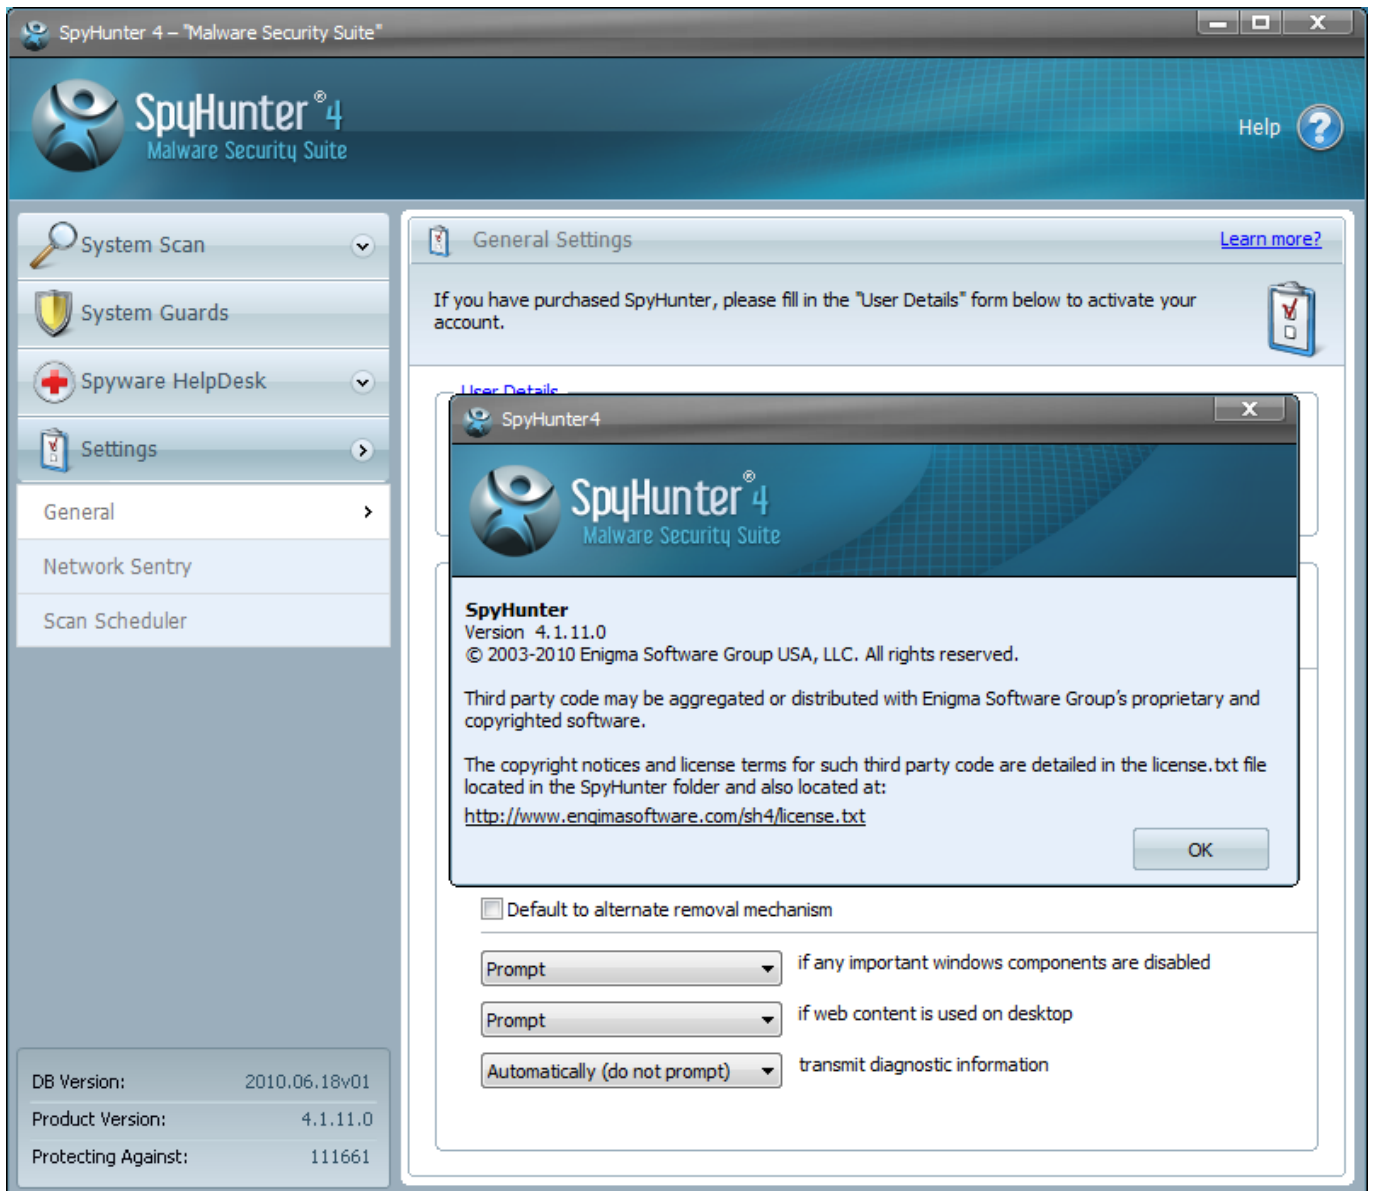 SpyHunter 4 – "Malware Security Suite"
SpyHunter®4
Malware Security Suite
Help
System Scan
System Guards
Spyware HelpDesk
Settings
General
Network Sentry
Scan Scheduler
DB Version: 2010.06.18v01
Product Version: 4.1.11.0
Protecting Against: 111661
General Settings
Learn more?
If you have purchased SpyHunter, please fill in the "User Details" form below to activate your
account.
User Details
SpyHunter4
SpyHunter®4
Malware Security Suite
SpyHunter
Version 4.1.11.0
© 2003-2010 Enigma Software Group USA, LLC. All rights reserved.
Third party code may be aggregated or distributed with Enigma Software Group's proprietary and
copyrighted software.
The copyright notices and license terms for such third party code are detailed in the license.txt file
located in the SpyHunter folder and also located at:
http://www.engimasoftware.com/sh4/license.txt
OK
Default to alternate removal mechanism
Prompt if any important windows components are disabled
Prompt if web content is used on desktop
Automatically (do not prompt) transmit diagnostic information